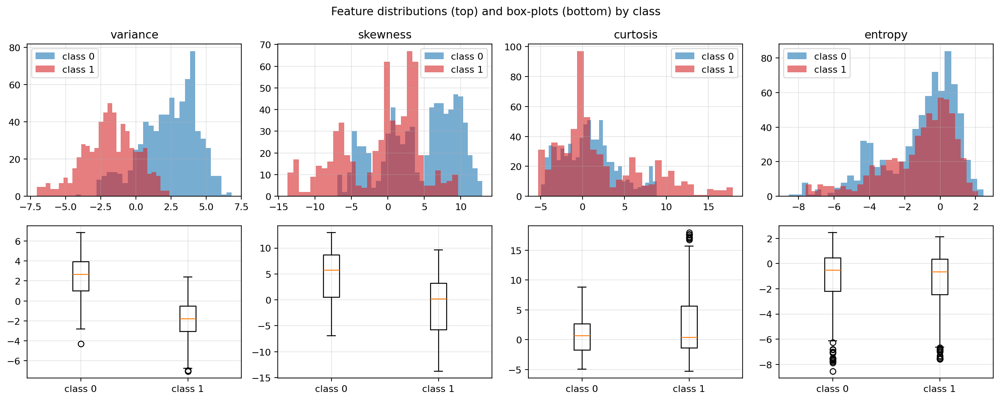 Feature distributions (top) and box-plots (bottom) by class
variance
skewness
curtosis
entropy
80
60
40
20
0
−7.5 −5.0 −2.5 0.0 2.5 5.0 7.5
class 0
class 1
70
60
50
40
30
20
10
0
−15 −10 −5 0 5 10
class 0
class 1
100
80
60
40
20
0
−5 0 5 10 15
class 0
class 1
80
60
40
20
0
−8 −6 −4 −2 0 2
class 0
class 1
6
4
2
0
−2
−4
−6
class 0 class 1
10
5
0
−5
−10
−15
class 0 class 1
15
10
5
0
−5
class 0 class 1
2
0
−2
−4
−6
−8
class 0 class 1